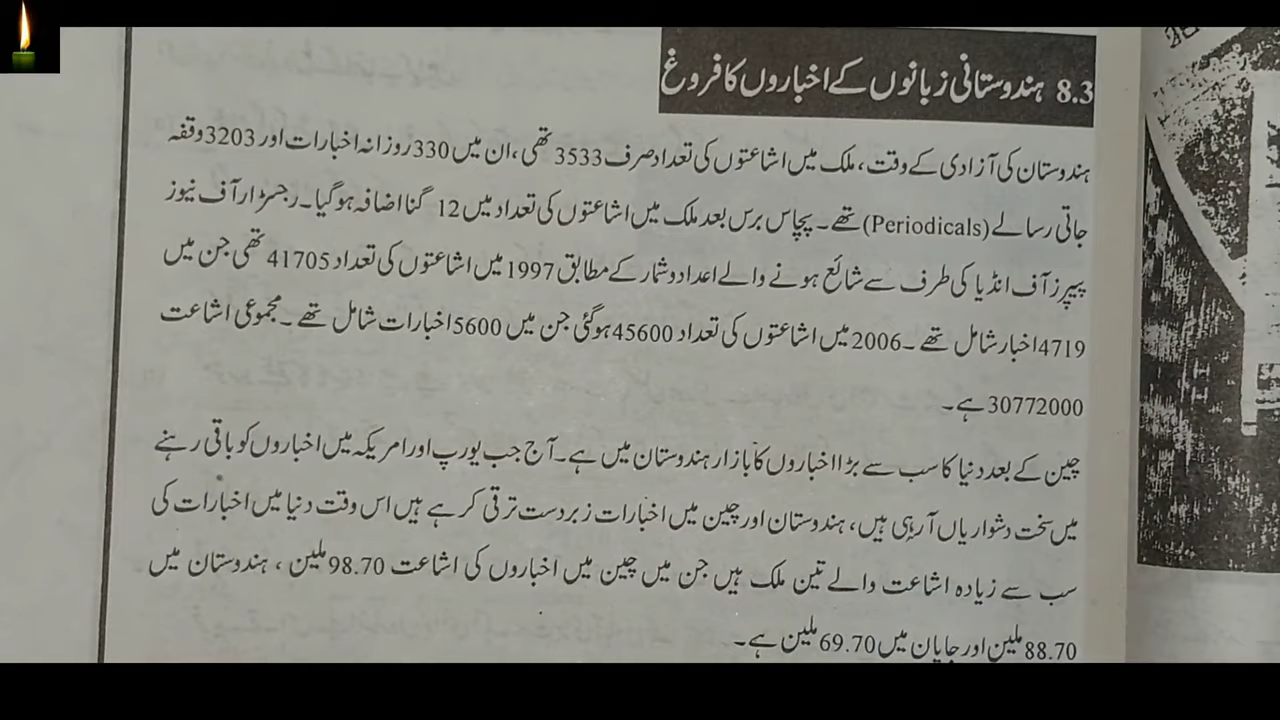 8.3 ہندوستانی زبانوں کے اخباروں کا فروغ
ہندوستان کی آزادی کے وقت، ملک میں اشاعتوں کی تعداد صرف 3533 تھی، ان میں 330 روزانہ اخبارات اور 3203 وقفہ
جاتی رسالے (Periodicals) تھے۔ پچاس برس بعد ملک میں اشاعتوں کی تعداد میں 12 گنا اضافہ ہوگیا۔ رجسڑار آف نیوز
پیپرز آف انڈیا کی طرف سے شائع ہونے والے اعداد وشمار کے مطابق 1997 میں اشاعتوں کی تعداد 41705 تھی جن میں
4719 اخبار شامل تھے ۔ 2006 میں اشاعتوں کی تعداد 45600 ہوگئی جن میں 5600 اخبارات شامل تھے ۔ مجموعی اشاعت
30772000 ہے۔
چین کے بعد دنیا کا سب سے بڑا اخباروں کا بازار ہندوستان میں ہے۔ آج جب یورپ اور امریکہ میں اخباروں کو باقی رہنے
میں سخت دشواریاں آرہی ہیں، ہندوستان اور چین میں اخبارات زبردست ترقی کر ہے ہیں اس وقت دنیا میں اخبارات کی
سب سے زیادہ اشاعت والے تین ملک ہیں جن میں چین میں اخباروں کی اشاعت 98.70 ملین ، ہندوستان میں
88.70 ملین اور جاپان میں 69.70 ملین ہے۔